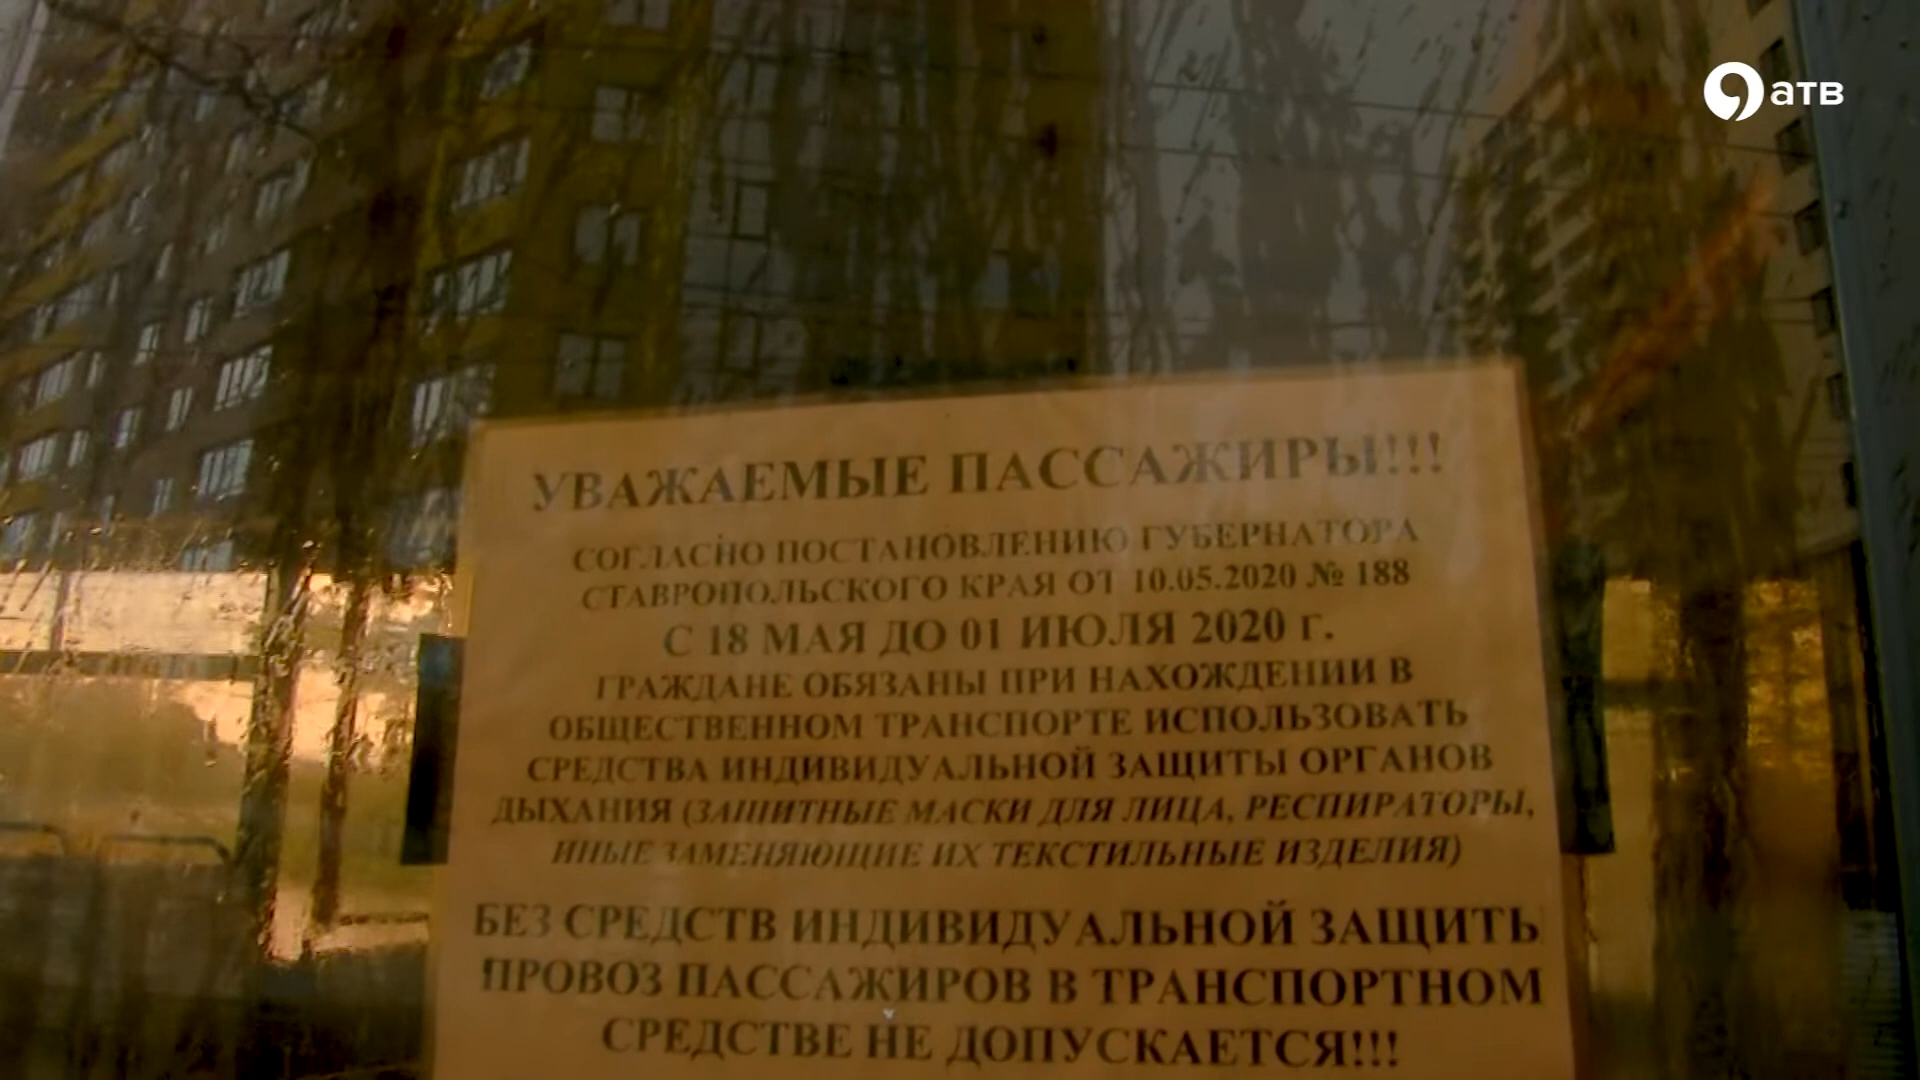 атв
УВАЖАЕМЫЕ ПАССАЖИРЫ!!!
СОГЛАСНО ПОСТАНОВЛЕНИЮ ГУБЕРНАТОРА
СТАВРОПОЛЬСКОГО КРАЯ ОТ 10.05.2020 № 188
С 18 МАЯ ДО 01 ИЮЛЯ 2020 г.
ГРАЖДАНЕ ОБЯЗАНЫ ПРИ НАХОЖДЕНИИ В
ОБЩЕСТВЕННОМ ТРАНСПОРТЕ ИСПОЛЬЗОВАТЬ
СРЕДСТВА ИНДИВИДУАЛЬНОЙ ЗАЩИТЫ ОРГАНОВ
ДЫХАНИЯ (ЗАЩИТНЫЕ МАСКИ ДЛЯ ЛИЦА, РЕСПИРАТОРЫ,
ИНЫЕ ЗАМЕНЯЮЩИЕ ИХ ТЕКСТИЛЬНЫЕ ИЗДЕЛИЯ)
БЕЗ СРЕДСТВ ИНДИВИДУАЛЬНОЙ ЗАЩИТЬ
ПРОВОЗ ПАССАЖИРОВ В ТРАНСПОРТНОМ
СРЕДСТВЕ НЕ ДОПУСКАЕТСЯ!!!